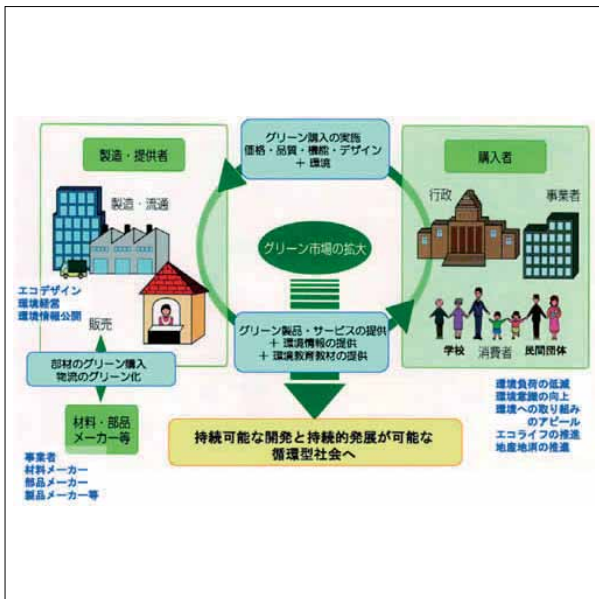 グリーン購入の実施
価格・品質・機能・デザイン
＋ 環境
製造・提供者
製造・流通
エコデザイン
環境経営
環境情報公開
販売
部材のグリーン購入
物流のグリーン化
材料・部品
メーカー等
事業者
材料メーカー
部品メーカー
製品メーカー等
グリーン市場の拡大
グリーン製品・サービスの提供
＋環境情報の提供
＋環境教育教材の提供
持続可能な開発と持続的発展が可能な
循環型社会へ
購入者
行政
事業者
学校 消費者 民間団体
環境負荷の低減
環境意識の向上
環境への取り組み
のアピール
エコライフの推進
地産地消の推進